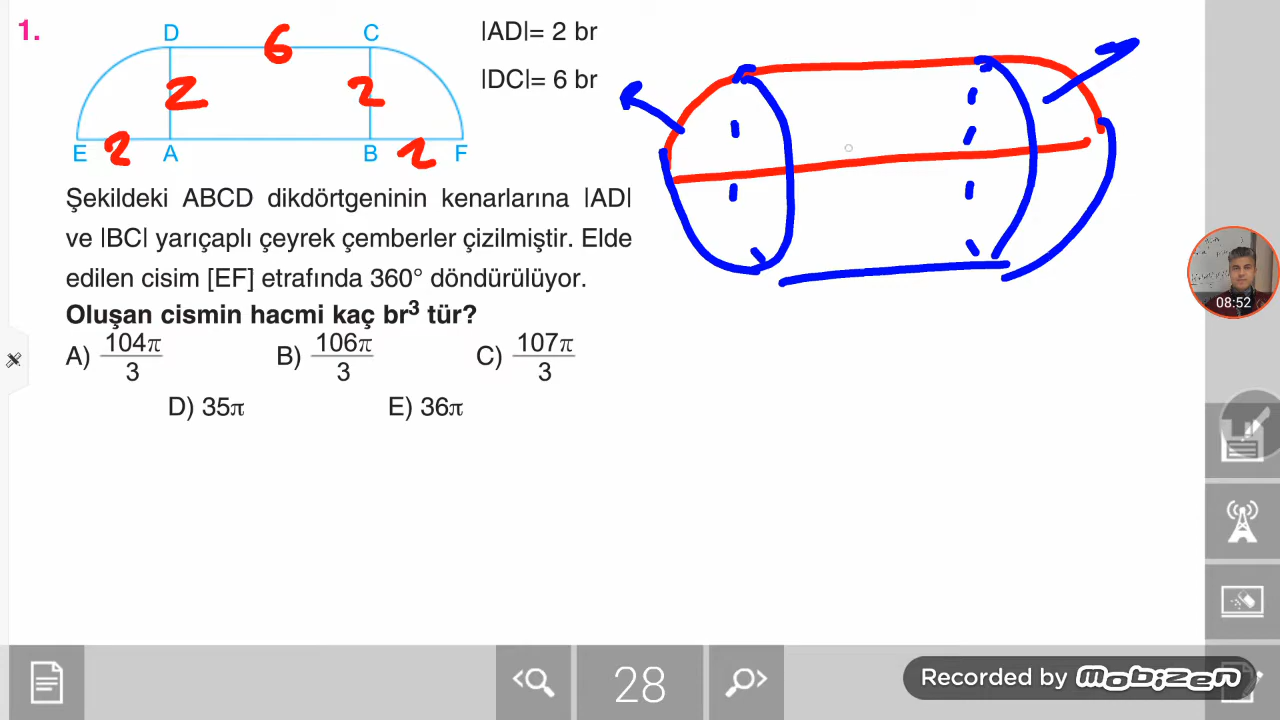 1.
D 6 C
2 2
E 2 A B 2 F
|AD|= 2 br
|DC|= 6 br
Şekildeki ABCD dikdörtgeninin kenarlarına |AD|
ve |BC| yarıçaplı çeyrek çemberler çizilmiştir. Elde
edilen cisim [EF] etrafında 360° döndürülüyor.
Oluşan cismin hacmi kaç br³ tür?
A) 104π/3 B) 106π/3 C) 107π/3
D) 35π E) 36π
08:52
28
Recorded by mobizen